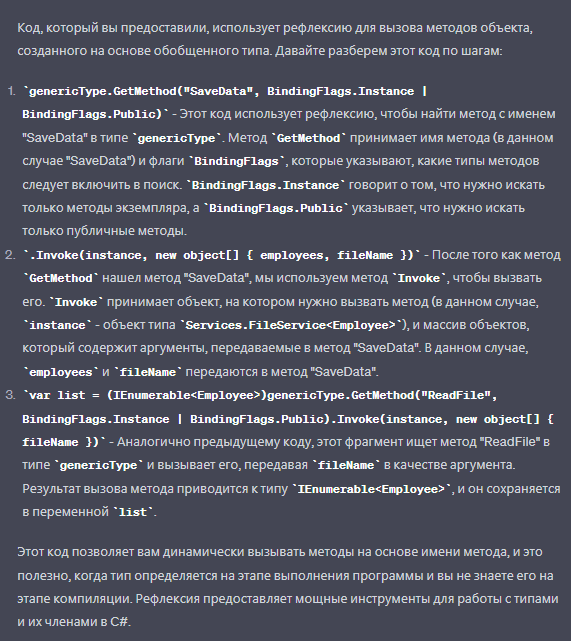 Код, который вы предоставили, использует рефлексию для вызова методов объекта,
созданного на основе обобщенного типа. Давайте разберем этот код по шагам:
1. `genericType.GetMethod("SaveData", BindingFlags.Instance |
BindingFlags.Public)` - Этот код использует рефлексию, чтобы найти метод с именем
"SaveData" в типе `genericType`. Метод `GetMethod` принимает имя метода (в данном
случае "SaveData") и флаги `BindingFlags`, которые указывают, какие типы методов
следует включить в поиск. `BindingFlags.Instance` говорит о том, что нужно искать
только методы экземпляра, а `BindingFlags.Public` указывает, что нужно искать
только публичные методы.
2. `.Invoke(instance, new object[] { employees, fileName })` - После того как метод
`GetMethod` нашел метод "SaveData", мы используем метод `Invoke`, чтобы вызвать
его. `Invoke` принимает объект, на котором нужно вызвать метод (в данном случае,
`instance` - объект типа `Services.FileService<Employee>`), и массив объектов,
который содержит аргументы, передаваемые в метод "SaveData". В данном случае,
`employees` и `fileName` передаются в метод "SaveData".
3. `var list = (IEnumerable<Employee>)genericType.GetMethod("ReadFile",
BindingFlags.Instance | BindingFlags.Public).Invoke(instance, new object[] {
fileName })` - Аналогично предыдущему коду, этот фрагмент ищет метод "ReadFile" в
типе `genericType` и вызывает его, передавая `fileName` в качестве аргумента.
Результат вызова метода приводится к типу `IEnumerable<Employee>`, и он сохраняется
в переменной `list`.
Этот код позволяет вам динамически вызывать методы на основе имени метода, и это
полезно, когда тип определяется на этапе выполнения программы и вы не знаете его на
этапе компиляции. Рефлексия предоставляет мощные инструменты для работы с типами
и их членами в C#.